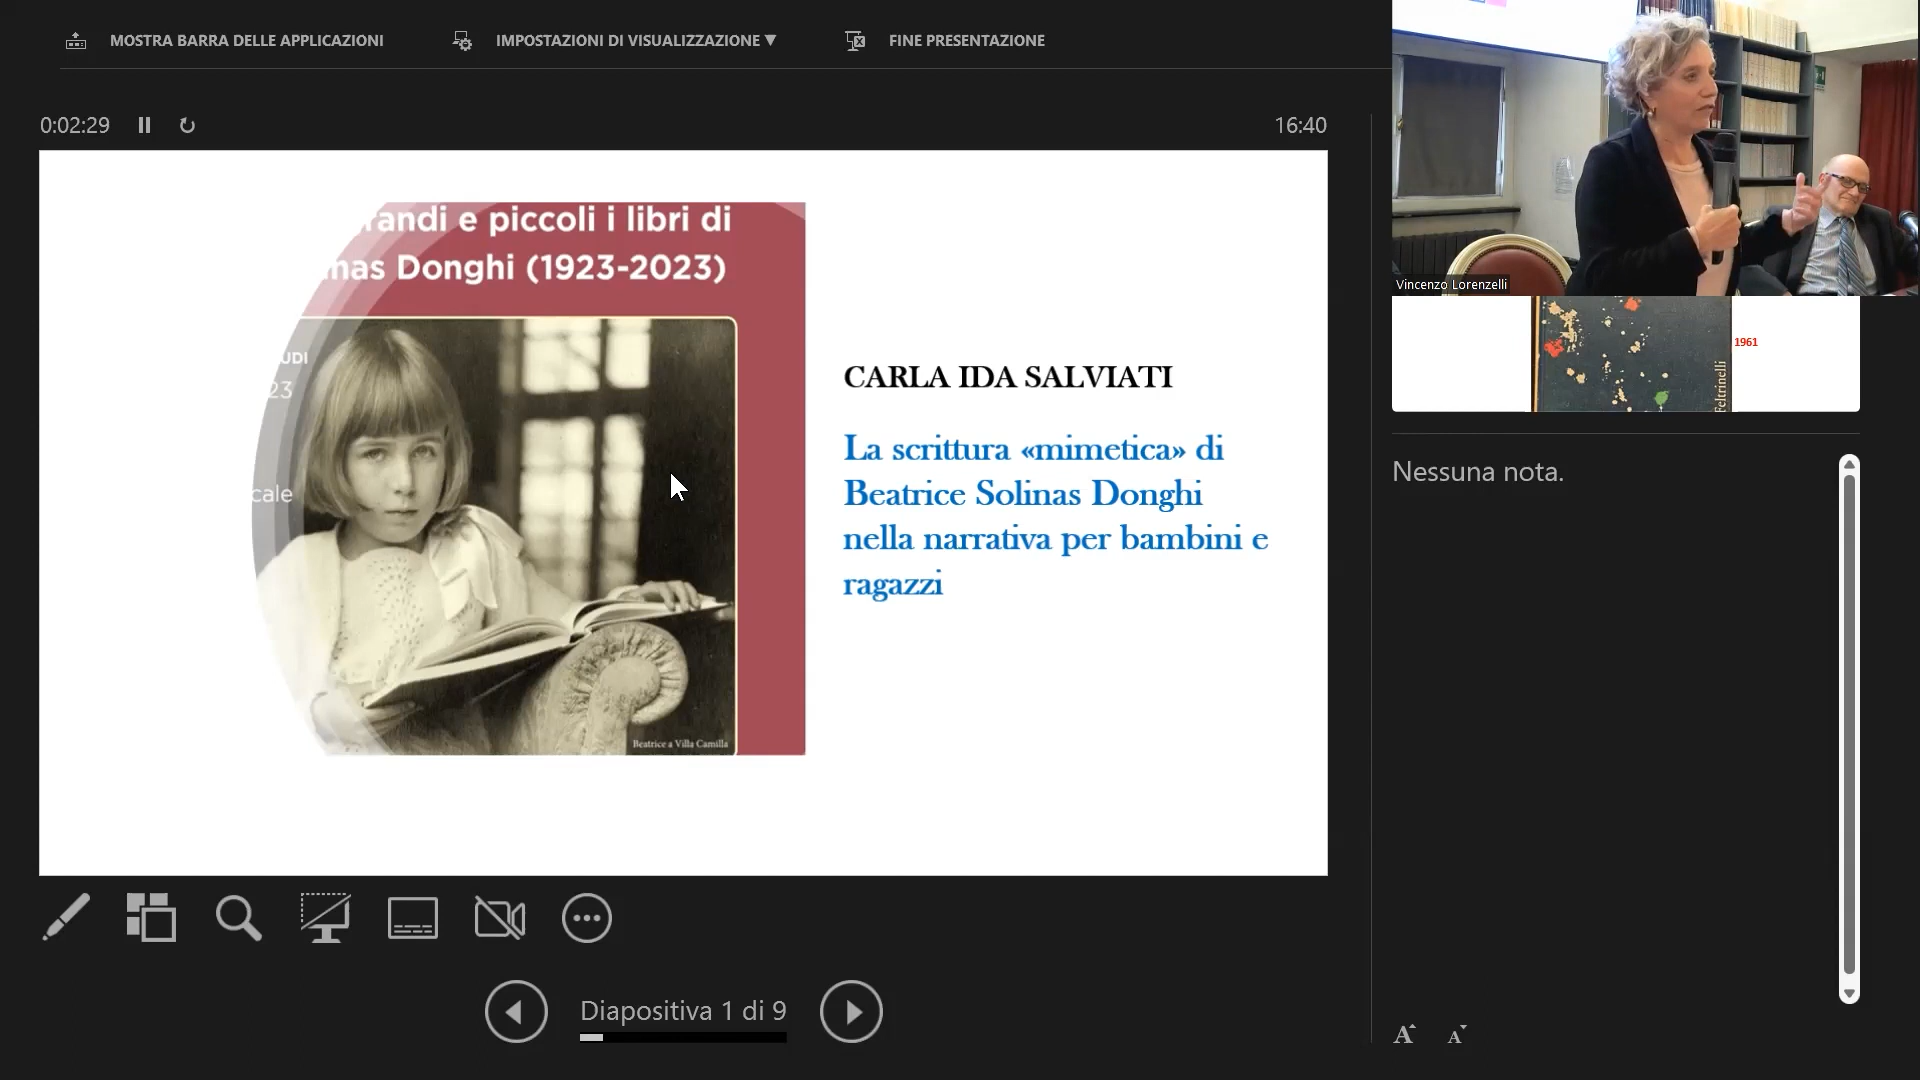 MOSTRA BARRA DELLE APPLICAZIONI
IMPOSTAZIONI DI VISUALIZZAZIONE ▼
FINE PRESENTAZIONE
0:02:29
16:40
randi e piccoli i libri di
nas Donghi (1923-2023)
UDI
23
cale
Beatrice a Villa Camilla
CARLA IDA SALVIATI
La scrittura «mimetica» di
Beatrice Solinas Donghi
nella narrativa per bambini e
ragazzi
Vincenzo Lorenzelli
1961
Feltrinelli
Nessuna nota.
Diapositiva 1 di 9
A A